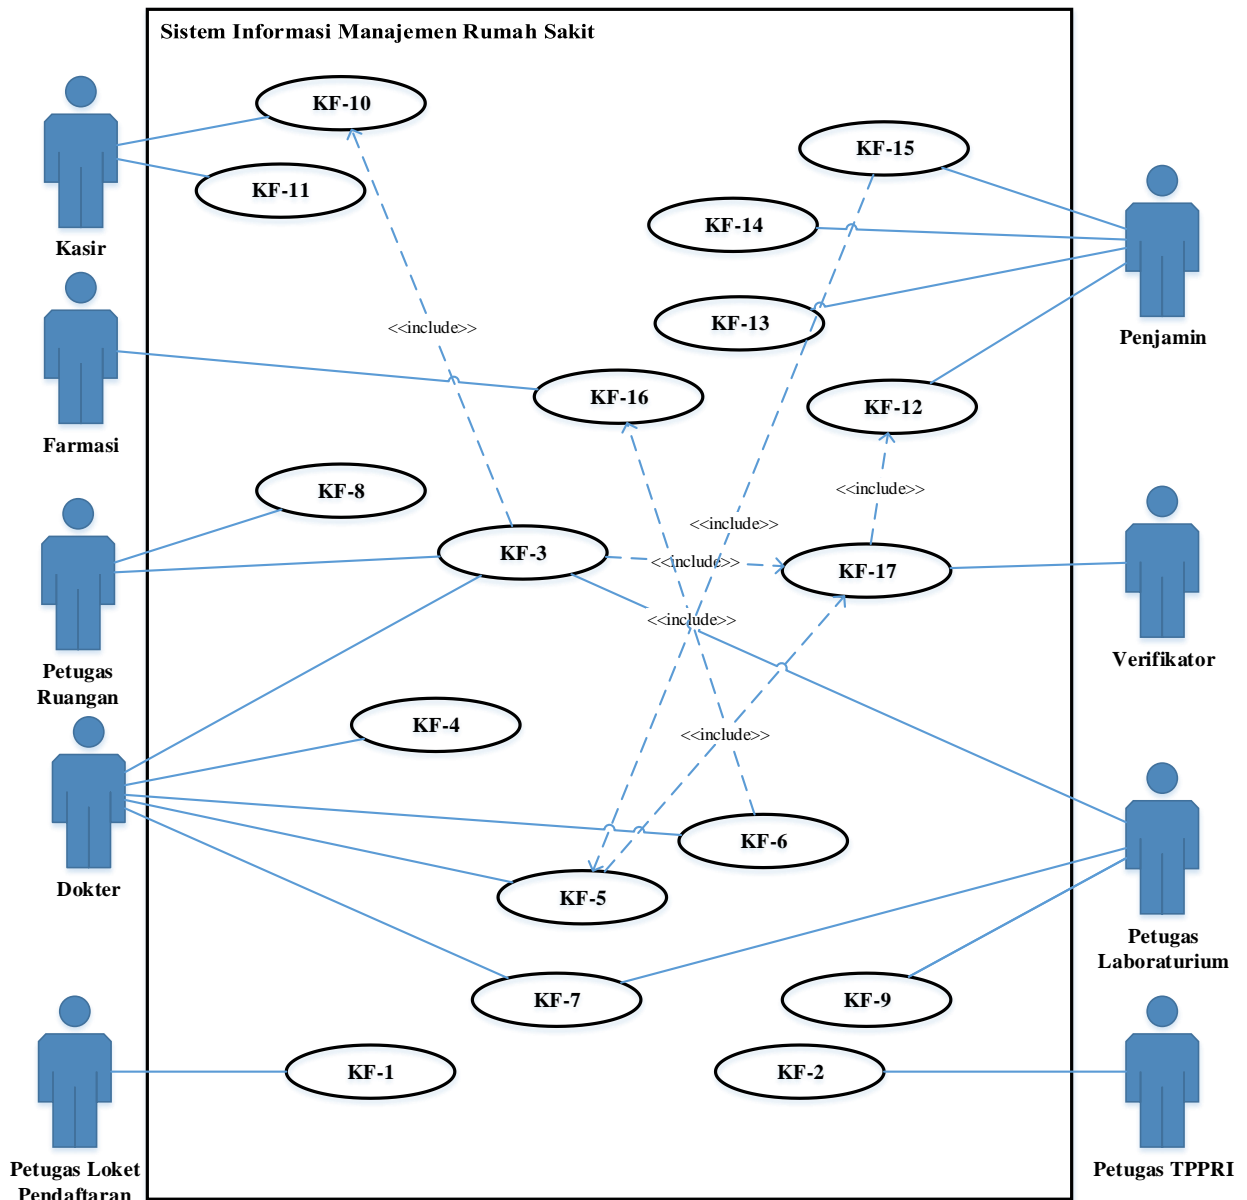 Sistem Informasi Manajemen Rumah Sakit
KF-10
KF-15
KF-11
KF-14
Kasir
<<include>>
KF-13
Penjamin
KF-16
KF-12
Farmasi
KF-8
<<include>>
<<include>>
KF-3
<<include>>
KF-17
<<include>>
Petugas
Ruangan
Verifikator
KF-4
<<include>>
KF-6
Dokter
KF-5
Petugas
Laboraturium
KF-7
KF-9
KF-1
KF-2
Petugas Loket
Pendaftaran
Petugas TPPRI